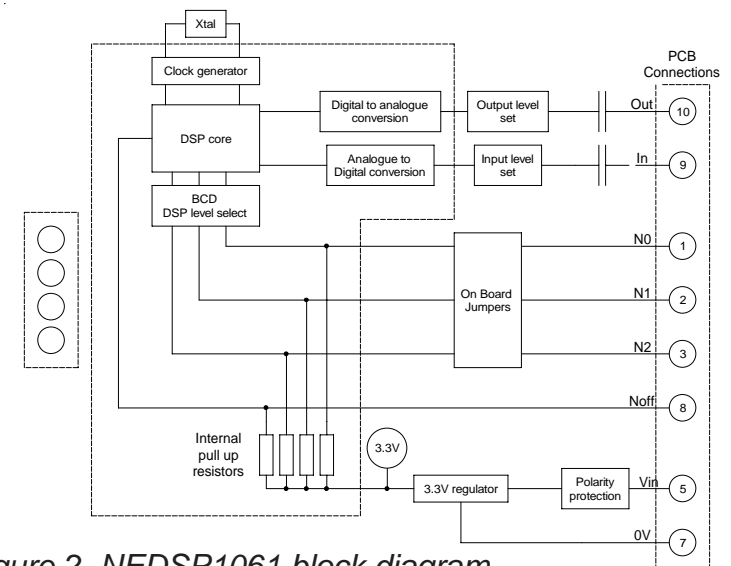 Xtal
PCB
Connections
Clock generator
Digital to analogue
conversion
Output level
set
Out
10
DSP core
Analogue to
Digital conversion
Input level
set
In
9
BCD
DSP level select
N0
1
On Board
Jumpers
N1
2
N2
3
Noff
8
Internal
pull up
resistors
3.3V
3.3V regulator
Polarity
protection
Vin
5
0V
7
gure 2 NEDSP1061 block diagram